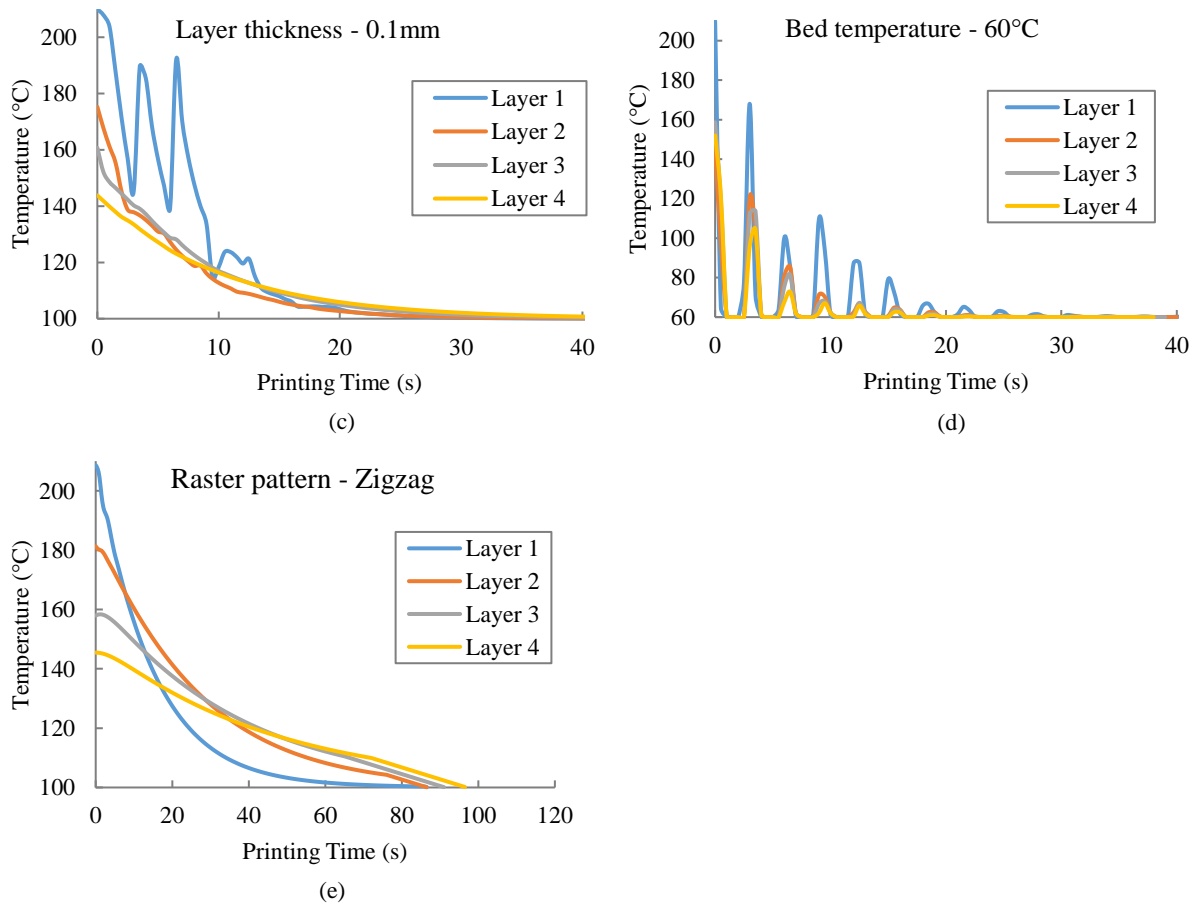 Layer thickness - 0.1mm
Temperature (°C)
200
180
160
140
120
100
0
10
20
30
40
Layer 1
Layer 2
Layer 3
Layer 4
Printing Time (s)
(c)
Bed temperature - 60°C
Temperature (°C)
200
180
160
140
120
100
80
60
0
10
20
30
40
Layer 1
Layer 2
Layer 3
Layer 4
Printing Time (s)
(d)
Raster pattern - Zigzag
Temperature (°C)
200
180
160
140
120
100
0
20
40
60
80
100
120
Layer 1
Layer 2
Layer 3
Layer 4
Printing Time (s)
(e)